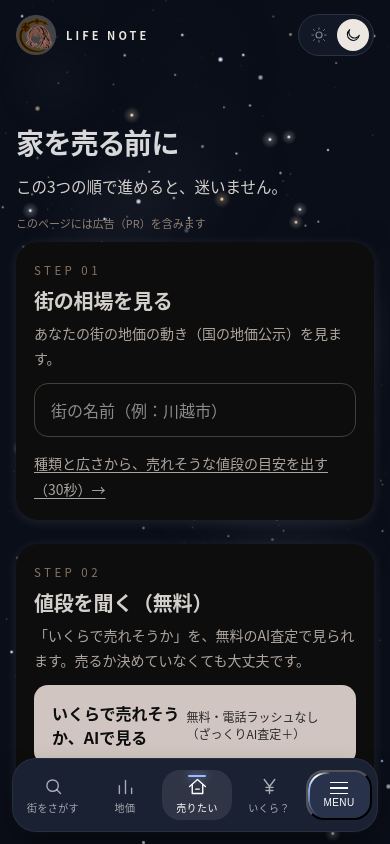 LIFE NOTE
家を売る前に
この3つの順で進めると、迷いません。
このページには広告（PR）を含みます
STEP 01
街の相場を見る
あなたの街の地価の動き（国の地価公示）を見ま
す。
街の名前（例：川越市）
種類と広さから、売れそうな値段の目安を出す
（30秒）→
STEP 02
値段を聞く（無料）
「いくらで売れそうか」を、無料のAI査定で見られ
ます。売るか決めていなくても大丈夫です。
いくらで売れそう
か、AIで見る
無料・電話ラッシュなし
（ざっくりAI査定＋）
街をさがす
地価
売りたい
いくら？
MENU